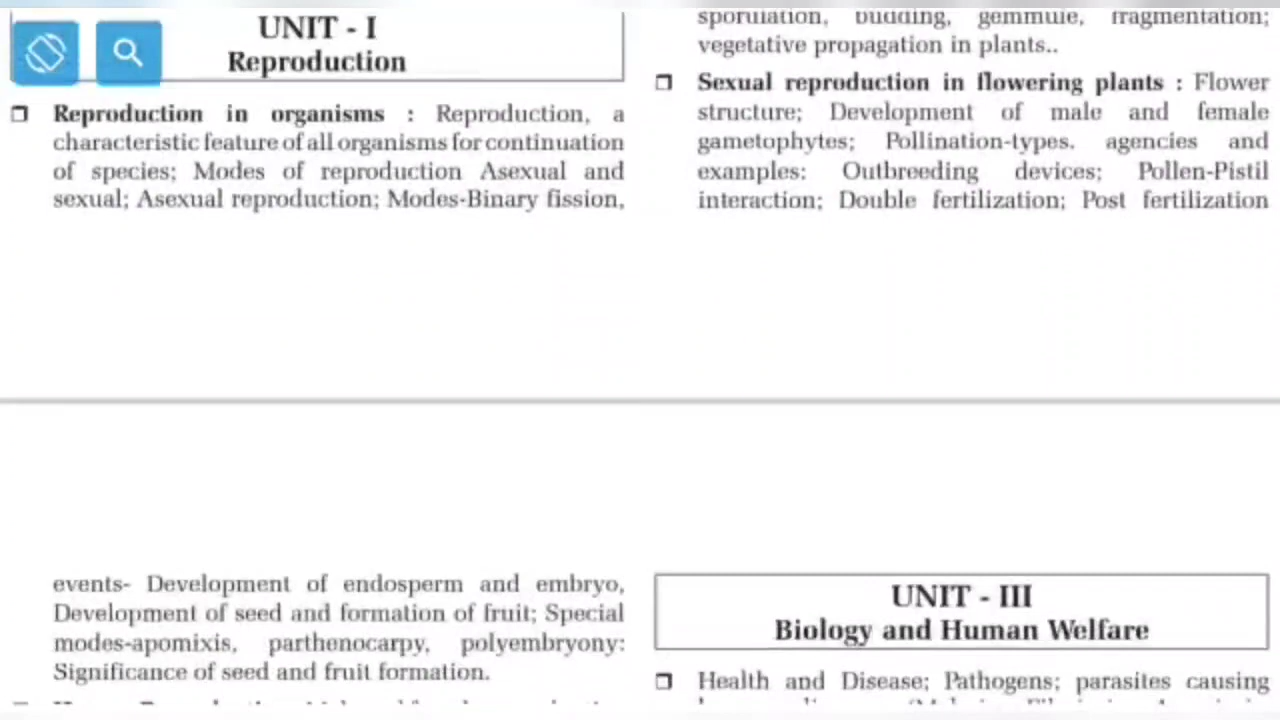 UNIT - I
Reproduction
❒ Reproduction in organisms : Reproduction, a
characteristic feature of all organisms for continuation
of species; Modes of reproduction Asexual and
sexual; Asexual reproduction; Modes-Binary fission,
sporulation, budding, gemmule, fragmentation;
vegetative propagation in plants..
❒ Sexual reproduction in flowering plants : Flower
structure; Development of male and female
gametophytes; Pollination-types. agencies and
examples: Outbreeding devices; Pollen-Pistil
interaction; Double fertilization; Post fertilization
events- Development of endosperm and embryo,
Development of seed and formation of fruit; Special
modes-apomixis, parthenocarpy, polyembryony:
Significance of seed and fruit formation.
UNIT - III
Biology and Human Welfare
❒ Health and Disease; Pathogens; parasites causing